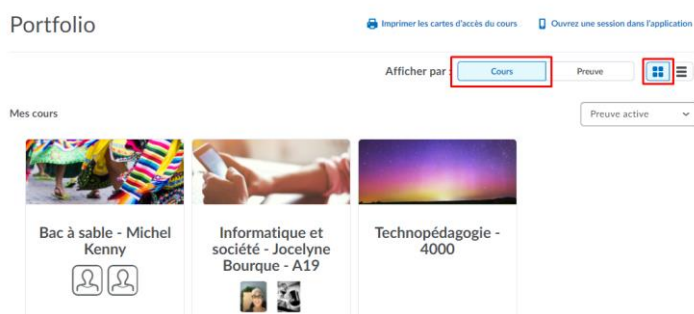 Portfolio
Imprimer les cartes d'accès du cours
Ouvrez une session dans l'application
Afficher par :
Cours
Preuve
Mes cours
Preuve active
Bac à sable - Michel
Kenny
Informatique et
société - Jocelyne
Bourque - A19
Technopédagogie -
4000